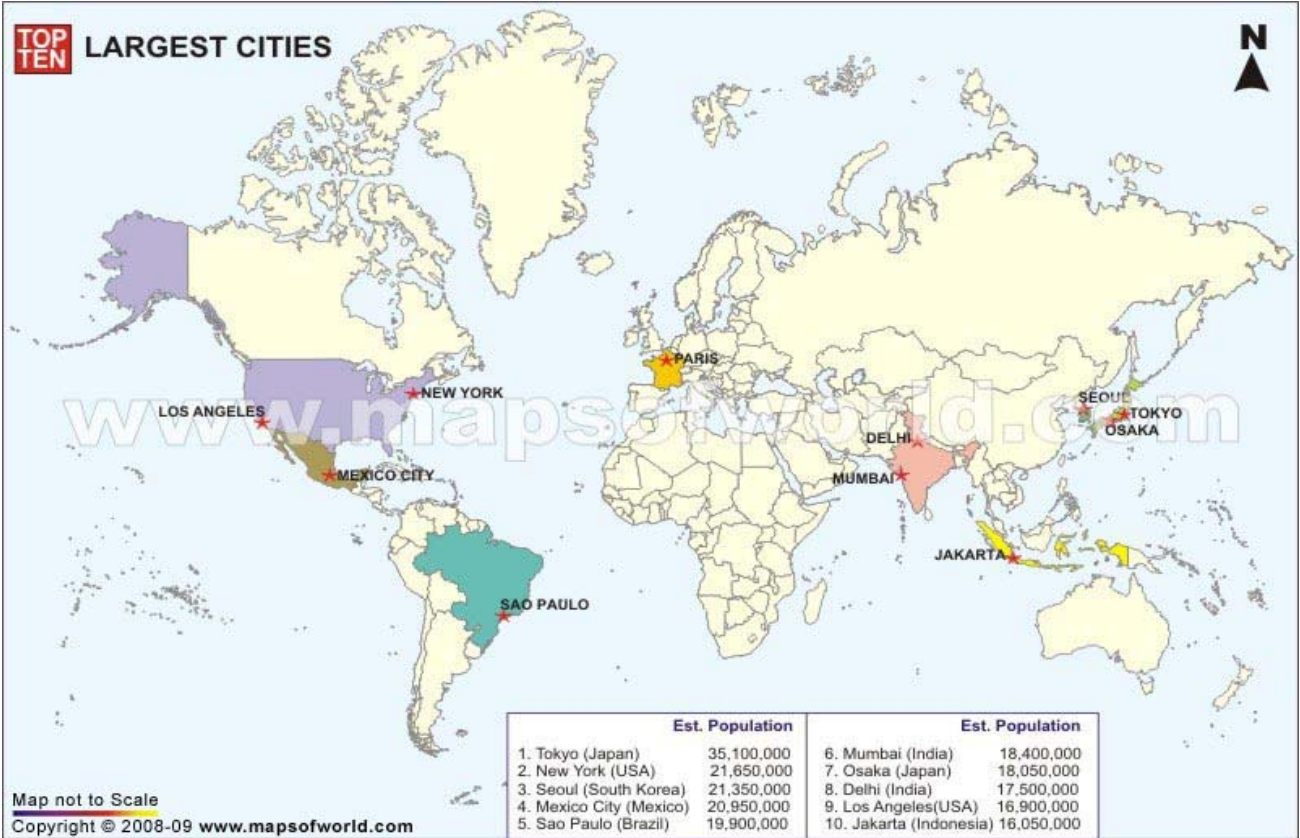 TOP
TEN
LARGEST CITIES
N
PARIS
NEW YORK
SEOUL
LOS ANGELES
TOKYO
www.mapsofworld.com
OSAKA
DELHI
MEXICO CITY
MUMBAI
JAKARTA
SAO PAULO
Est. Population
1. Tokyo (Japan) 35,100,000
2. New York (USA) 21,650,000
3. Seoul (South Korea) 21,350,000
4. Mexico City (Mexico) 20,950,000
5. Sao Paulo (Brazil) 19,900,000
Est. Population
6. Mumbai (India) 18,400,000
7. Osaka (Japan) 18,050,000
8. Delhi (India) 17,500,000
9. Los Angeles(USA) 16,900,000
10. Jakarta (Indonesia) 16,050,000
Map not to Scale
Copyright © 2008-09 www.mapsofworld.com